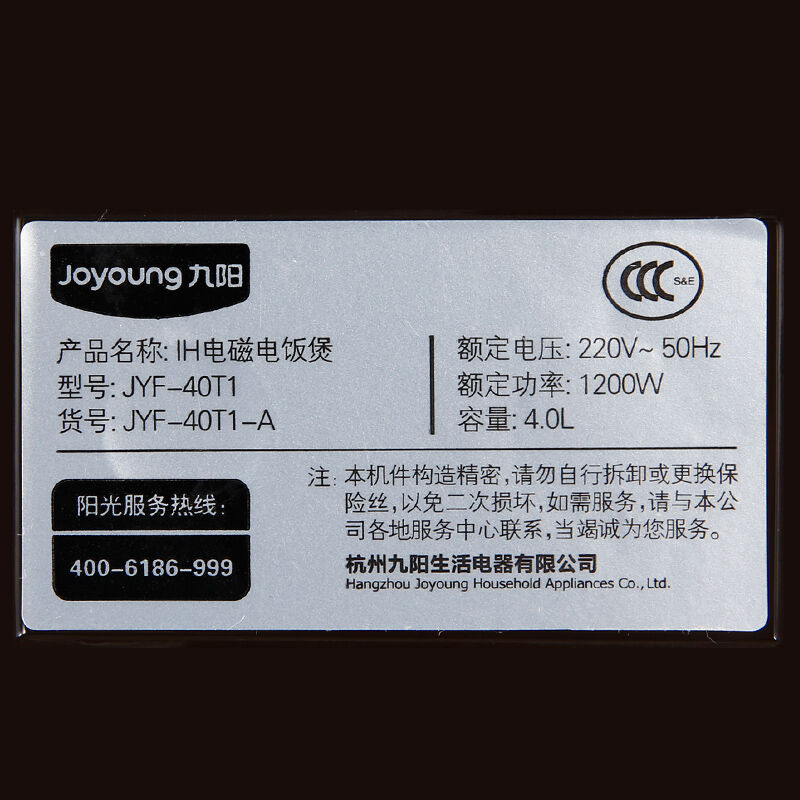 Joyoung 九阳
CCC S&E
产品名称: IH电磁电饭煲
型号: JYF-40T1
货号: JYF-40T1-A
额定电压: 220V~ 50Hz
额定功率: 1200W
容量: 4.0L
阳光服务热线:
400-6186-999
注: 本机件构造精密,请勿自行拆卸或更换保
险丝,以免二次损坏,如需服务,请与本公
司各地服务中心联系,当竭诚为您服务。
杭州九阳生活电器有限公司
Hangzhou Joyoung Household Appliances Co., Ltd.